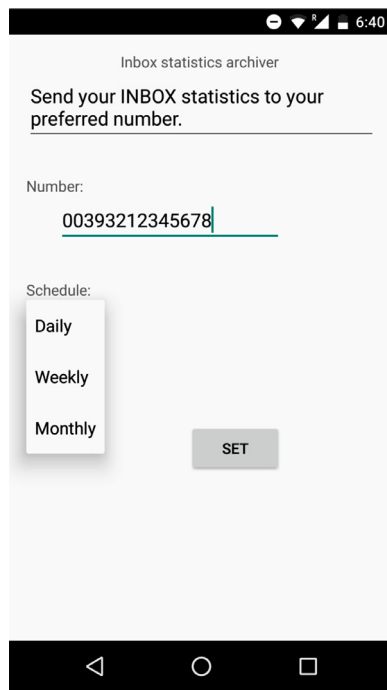 R 6:40
Inbox statistics archiver
Send your INBOX statistics to your
preferred number.
Number:
00393212345678
Schedule:
Daily
Weekly
Monthly
SET